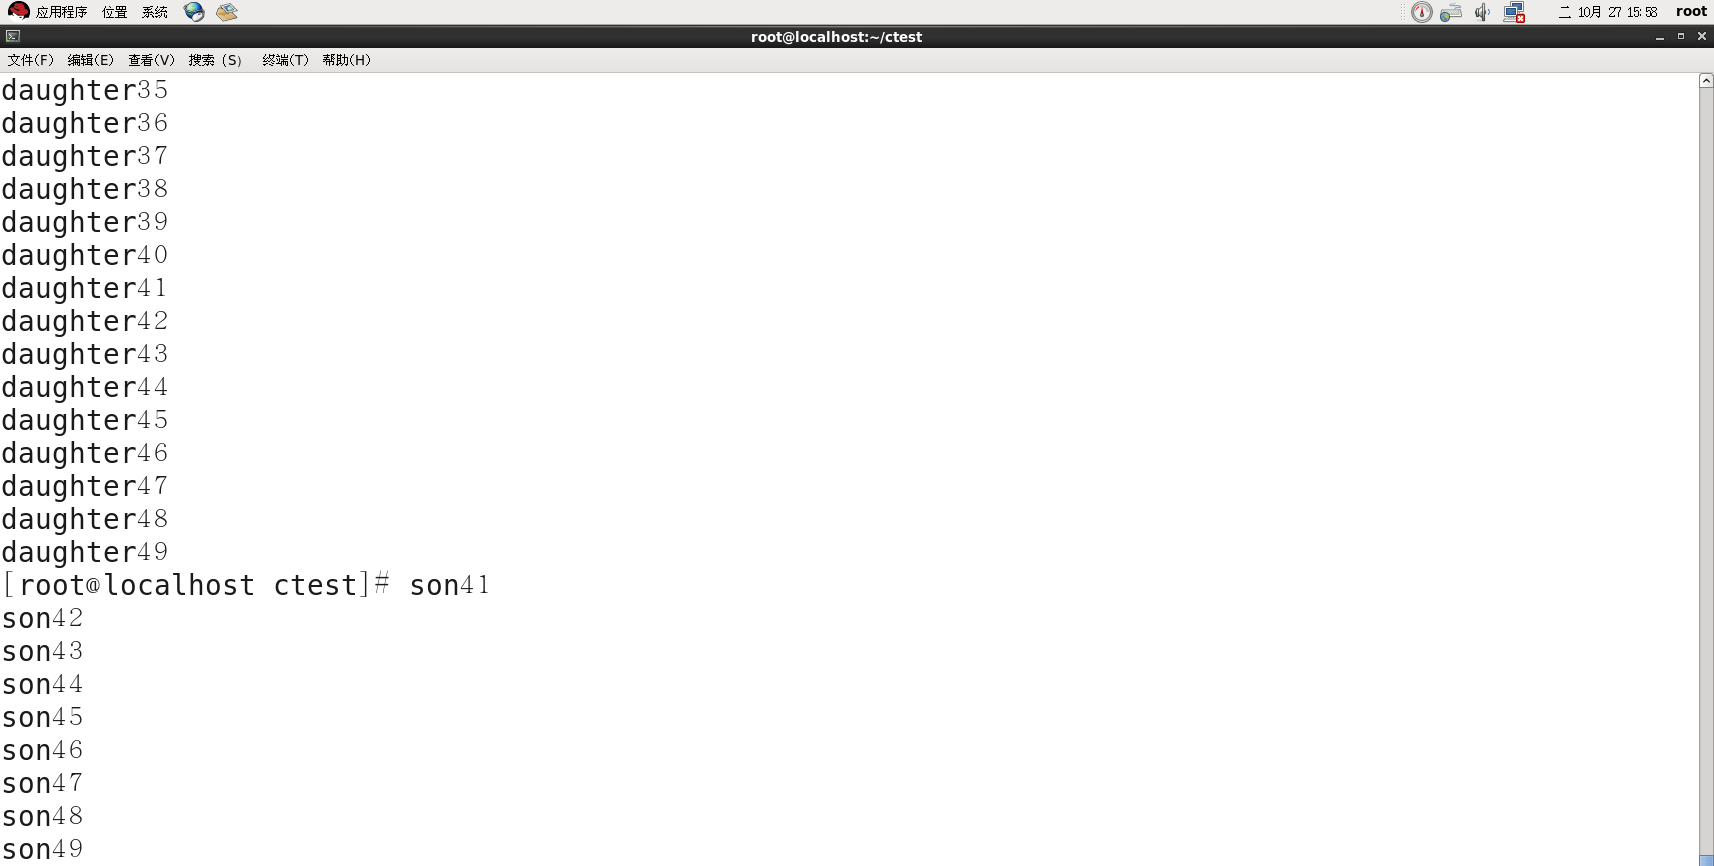 应用程序 位置 系统 二 10月 27 15:58 root
root@localhost:~/ctest
文件(F) 编辑(E) 查看(V) 搜索 (S) 终端(T) 帮助(H)
daughter35
daughter36
daughter37
daughter38
daughter39
daughter40
daughter41
daughter42
daughter43
daughter44
daughter45
daughter46
daughter47
daughter48
daughter49
[root@localhost ctest]# son41
son42
son43
son44
son45
son46
son47
son48
son49